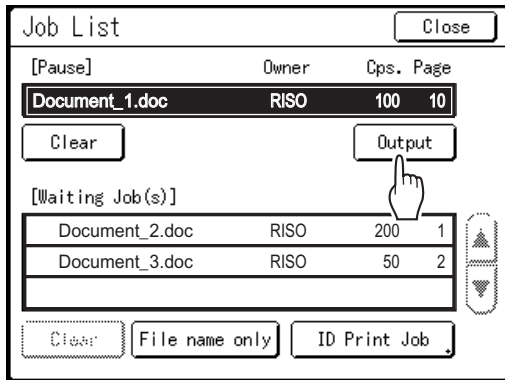 Job List Close
[Pause] Owner Cps. Page
Document_1.doc RISO 100 10
Clear Output
[Waiting Job(s)]
Document_2.doc RISO 200 1
Document_3.doc RISO 50 2
Clear File name only ID Print Job